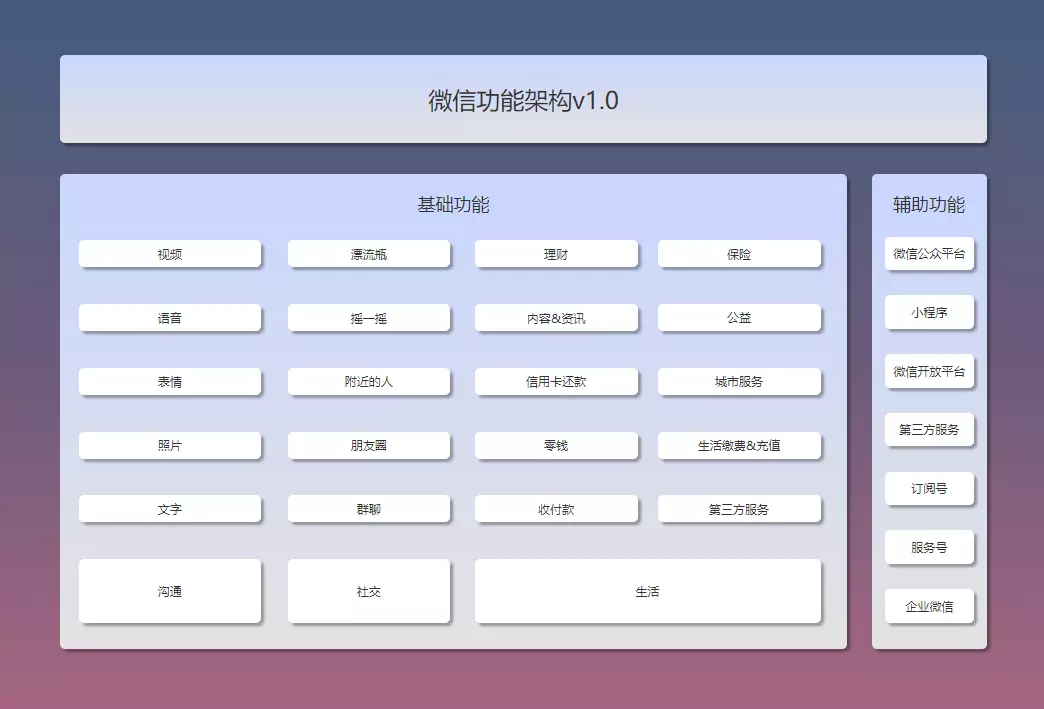 微信功能架构v1.0
基础功能
视频
漂流瓶
理财
保险
语音
摇一摇
内容&资讯
公益
表情
附近的人
信用卡还款
城市服务
照片
朋友圈
零钱
生活缴费&充值
文字
群聊
收付款
第三方服务
沟通
社交
生活
辅助功能
微信公众平台
小程序
微信开放平台
第三方服务
订阅号
服务号
企业微信